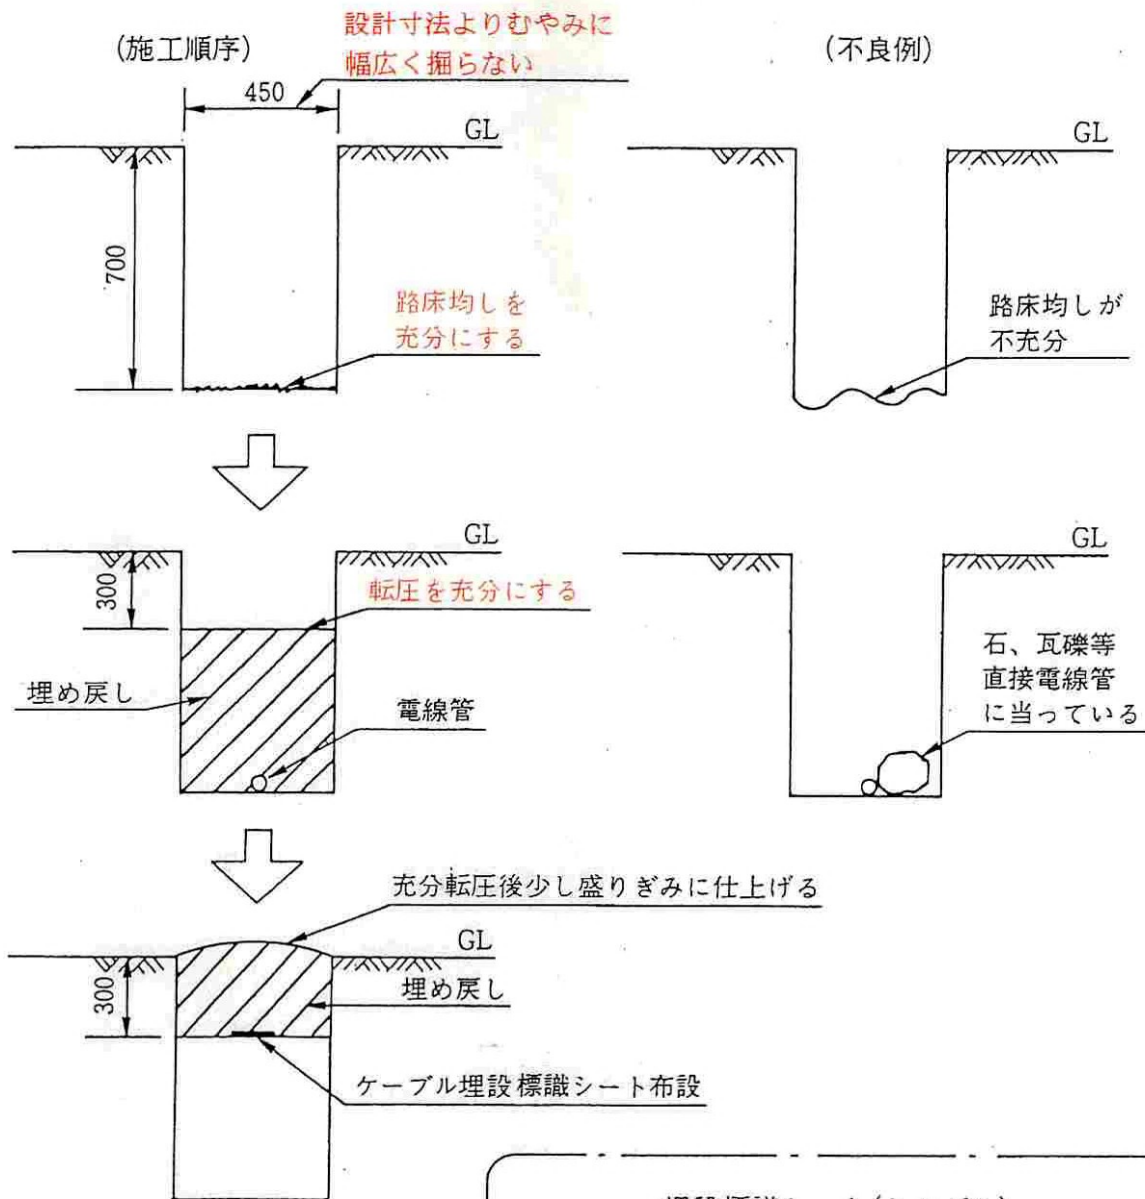 (施工順序)
設計寸法よりむやみに
幅広く掘らない
(不良例)
450
GL
GL
700
路床均しを
充分にする
路床均しが
不充分
GL
GL
300
転圧を充分にする
埋め戻し
電線管
石、瓦礫等
直接電線管
に当っている
充分転圧後少し盛りぎみに仕上げる
GL
300
埋め戻し
ケーブル埋設標識シート布設